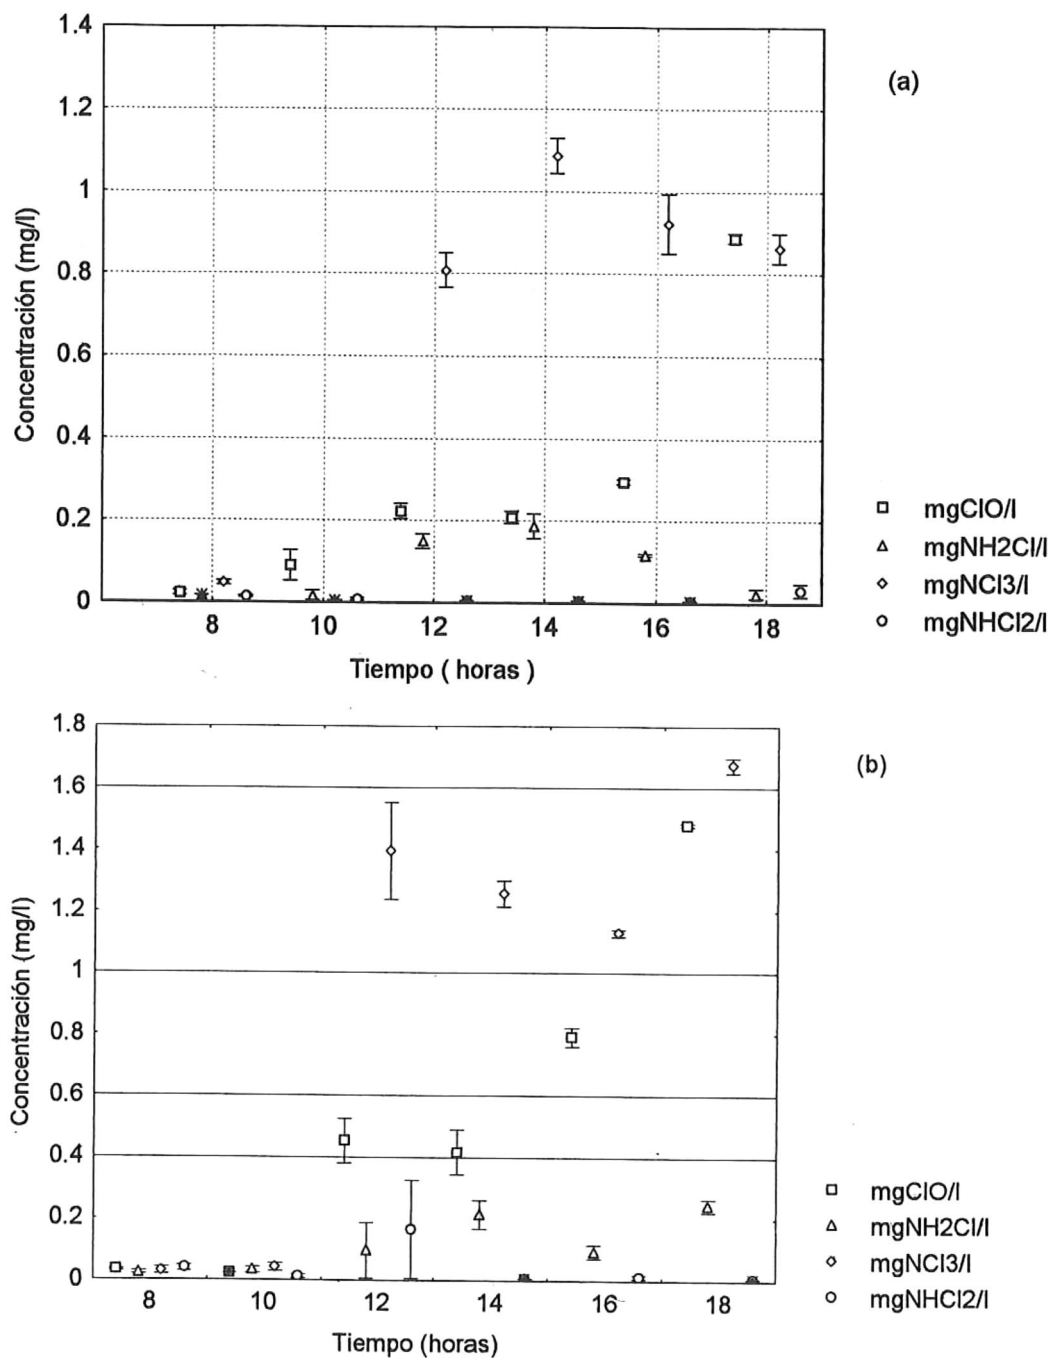 1.4
(a)
1.2
1
0.8
0.6
0.4
0.2
0
Concentración (mg/l)
8 10 12 14 16 18
Tiempo ( horas )
mgClO/l
mgNH2Cl/l
mgNCl3/l
mgNHCl2/l
1.8
(b)
1.6
1.4
1.2
1
0.8
0.6
0.4
0.2
0
Concentración (mg/l)
8 10 12 14 16 18
Tiempo (horas)
mgClO/l
mgNH2Cl/l
mgNCl3/l
mgNHCl2/l